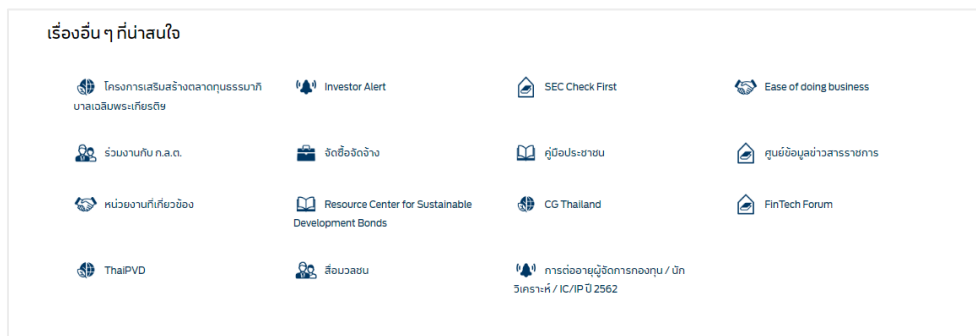 เรื่องอื่น ๆ ที่น่าสนใจ
โครงการเสริมสร้างตลาดทุนธรรมาภิ
บาลเฉลิมพระเกียรติฯ
Investor Alert
SEC Check First
Ease of doing business
ร่วมงานกับ ก.ล.ต.
จัดซื้อจัดจ้าง
คู่มือประชาชน
ศูนย์ข้อมูลข่าวสารราชการ
หน่วยงานที่เกี่ยวข้อง
Resource Center for Sustainable
Development Bonds
CG Thailand
FinTech Forum
ThaiPVD
สื่อมวลชน
การต่ออายุผู้จัดการกองทุน / นัก
วิเคราะห์ / IC/IP ปี 2562